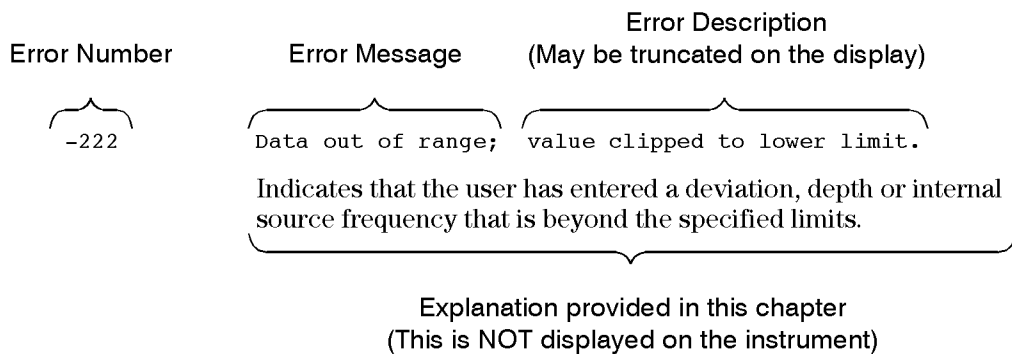 Error Description
Error Number Error Message (May be truncated on the display)
-222 Data out of range; value clipped to lower limit.
Indicates that the user has entered a deviation, depth or internal
source frequency that is beyond the specified limits.
Explanation provided in this chapter
(This is NOT displayed on the instrument)